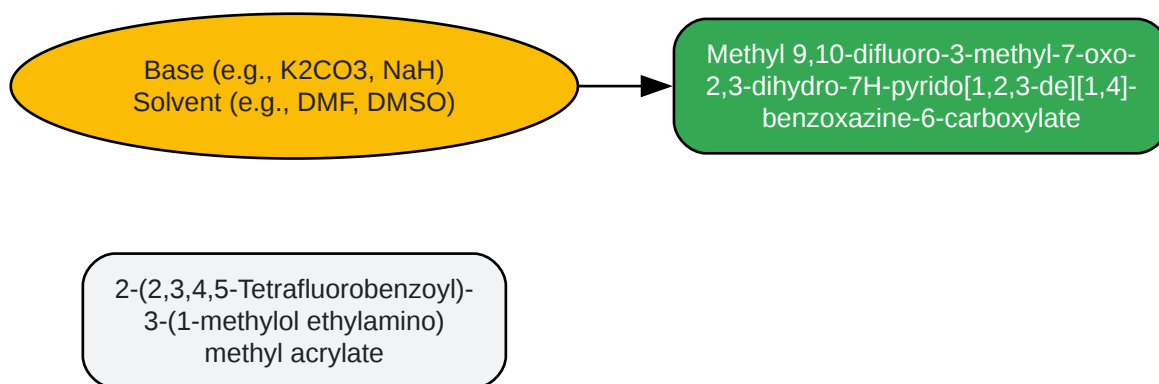 Base (e.g., K2CO3, NaH)
Solvent (e.g., DMF, DMSO)
Methyl 9,10-difluoro-3-methyl-7-oxo-
2,3-dihydro-7H-pyrido[1,2,3-de][1,4]-
benzoxazine-6-carboxylate
2-(2,3,4,5-Tetrafluorobenzoyl)-
3-(1-methylol ethylamino)
methyl acrylate